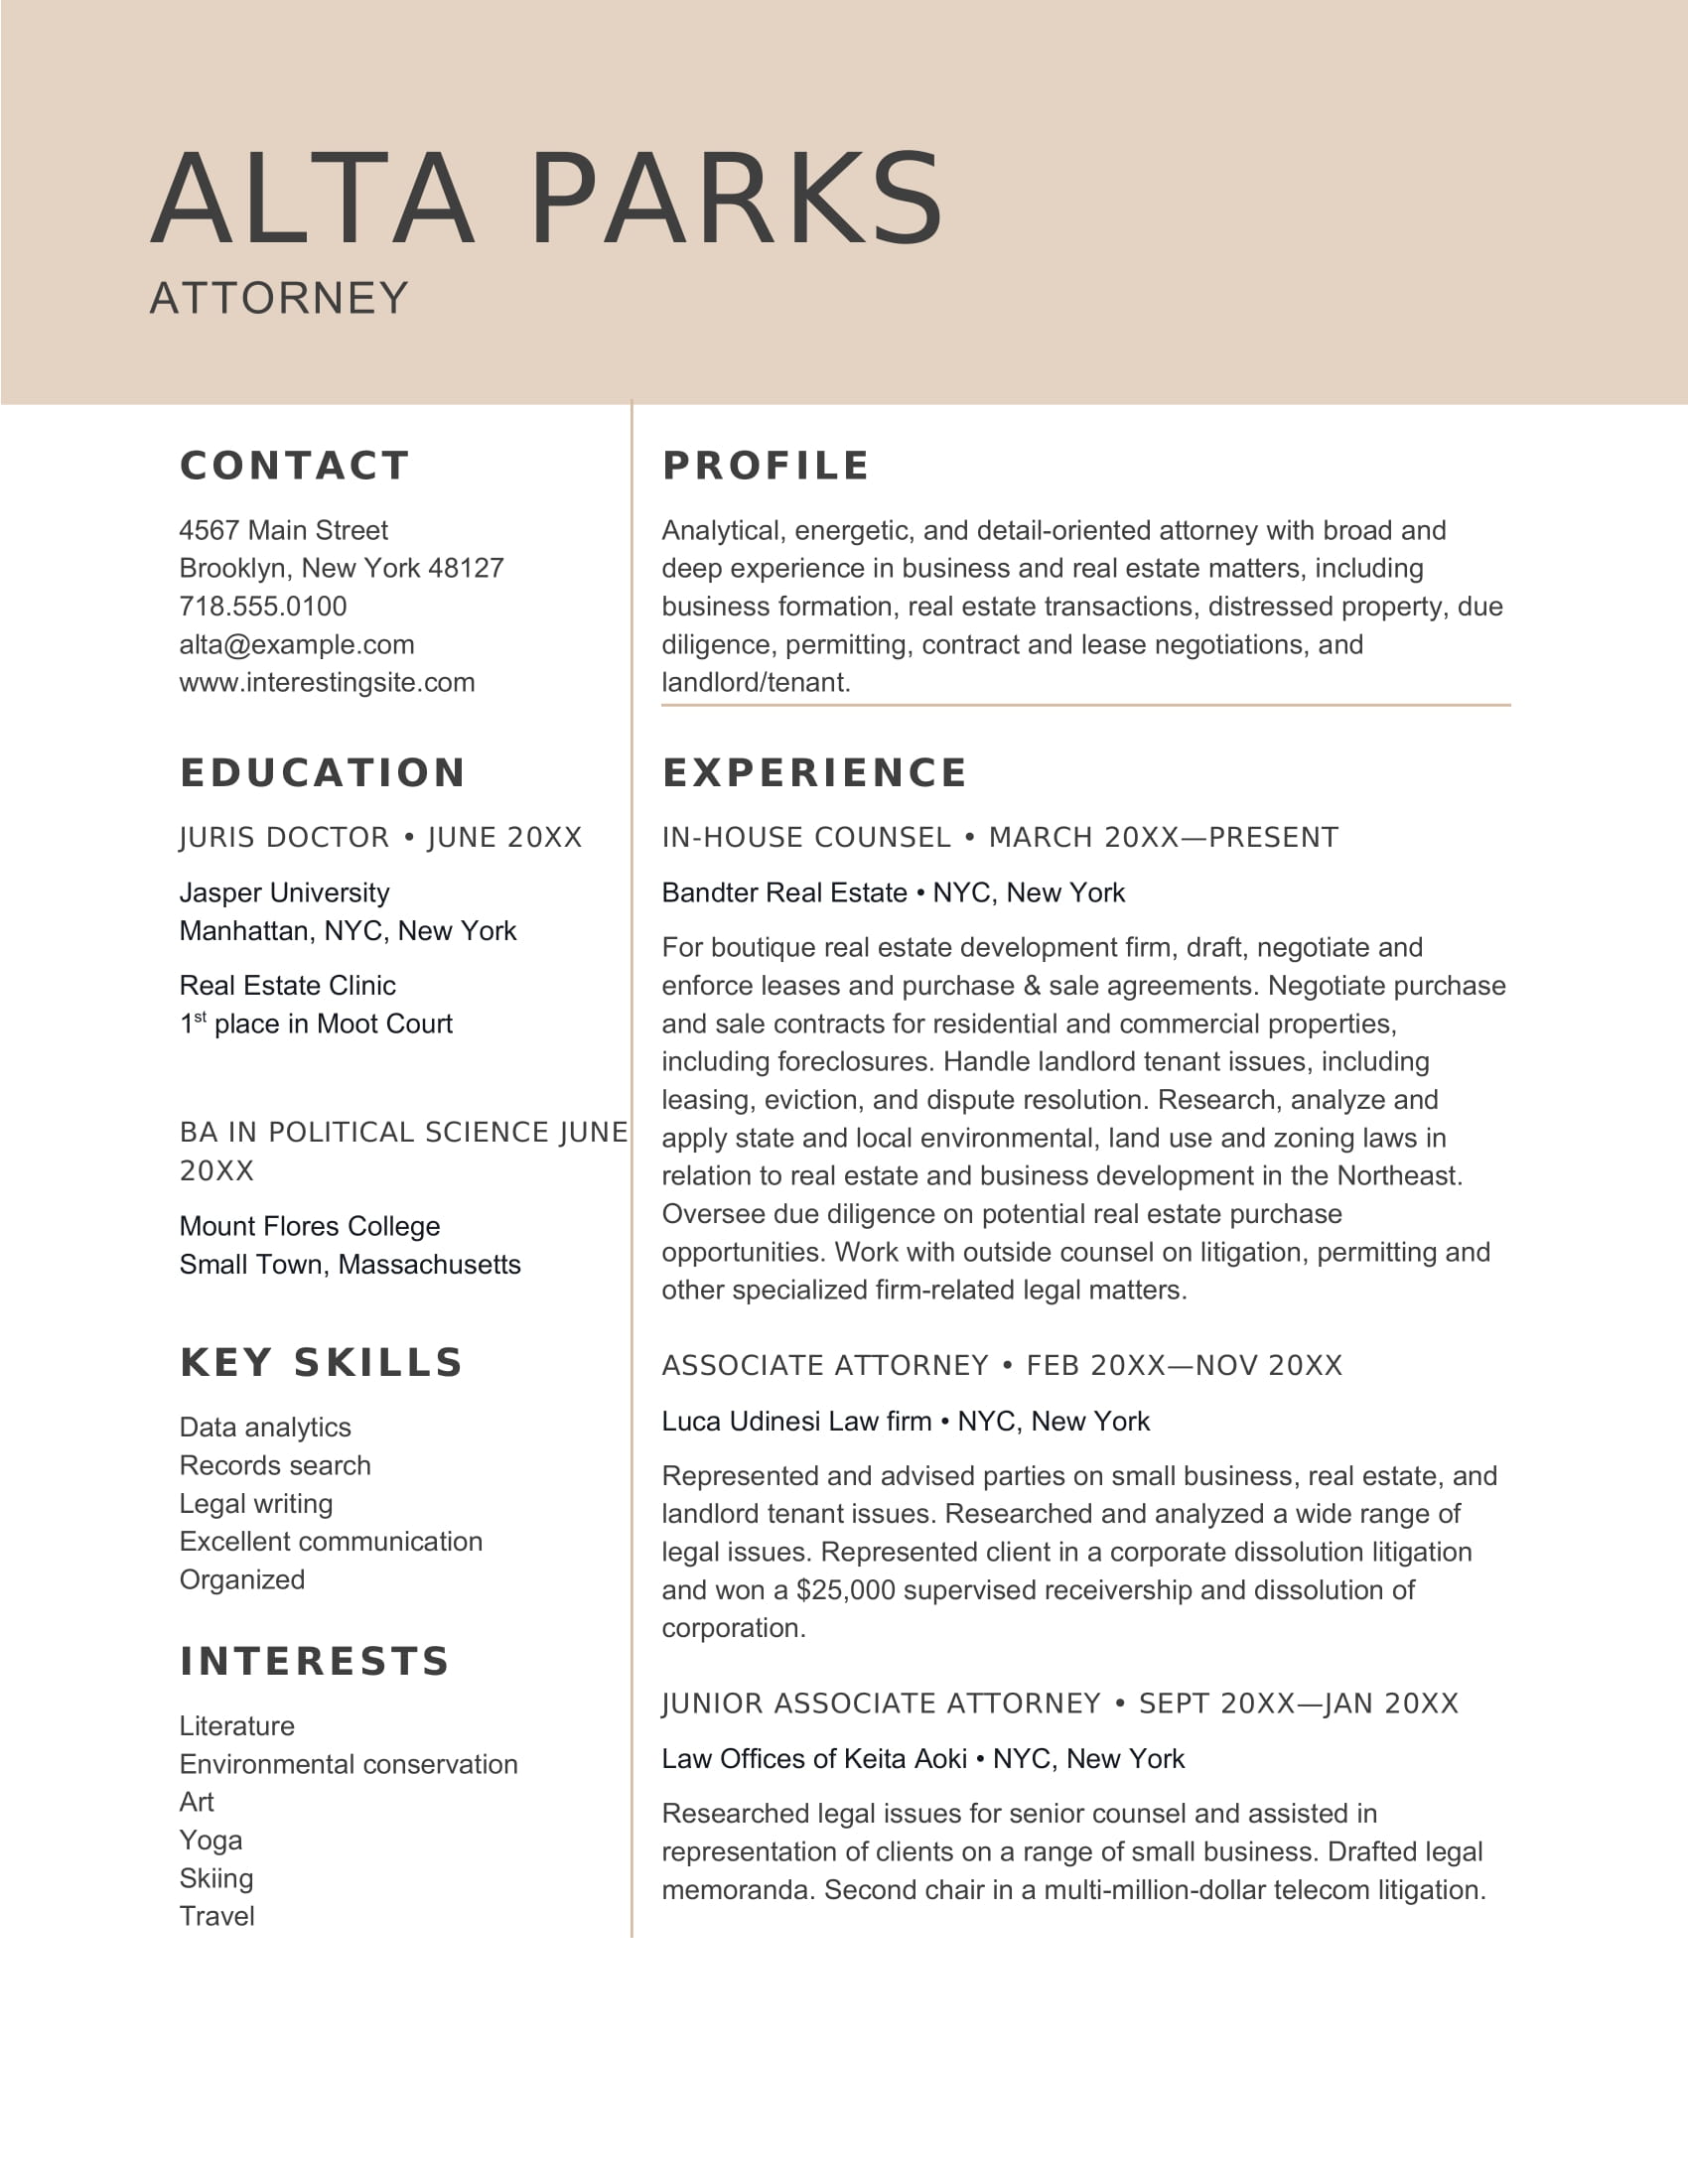 ALTA PARKS
ATTORNEY
CONTACT
4567 Main Street
Brooklyn, New York 48127
718.555.0100
alta@example.com
www.interestingsite.com
EDUCATION
JURIS DOCTOR • JUNE 20XX
Jasper University
Manhattan, NYC, New York
Real Estate Clinic
1st place in Moot Court
BA IN POLITICAL SCIENCE JUNE
20XX
Mount Flores College
Small Town, Massachusetts
KEY SKILLS
Data analytics
Records search
Legal writing
Excellent communication
Organized
INTERESTS
Literature
Environmental conservation
Art
Yoga
Skiing
Travel
PROFILE
Analytical, energetic, and detail-oriented attorney with broad and
deep experience in business and real estate matters, including
business formation, real estate transactions, distressed property, due
diligence, permitting, contract and lease negotiations, and
landlord/tenant.
EXPERIENCE
IN-HOUSE COUNSEL • MARCH 20XX—PRESENT
Bandter Real Estate • NYC, New York
For boutique real estate development firm, draft, negotiate and
enforce leases and purchase & sale agreements. Negotiate purchase
and sale contracts for residential and commercial properties,
including foreclosures. Handle landlord tenant issues, including
leasing, eviction, and dispute resolution. Research, analyze and
apply state and local environmental, land use and zoning laws in
relation to real estate and business development in the Northeast.
Oversee due diligence on potential real estate purchase
opportunities. Work with outside counsel on litigation, permitting and
other specialized firm-related legal matters.
ASSOCIATE ATTORNEY • FEB 20XX—NOV 20XX
Luca Udinesi Law firm • NYC, New York
Represented and advised parties on small business, real estate, and
landlord tenant issues. Researched and analyzed a wide range of
legal issues. Represented client in a corporate dissolution litigation
and won a $25,000 supervised receivership and dissolution of
corporation.
JUNIOR ASSOCIATE ATTORNEY • SEPT 20XX—JAN 20XX
Law Offices of Keita Aoki • NYC, New York
Researched legal issues for senior counsel and assisted in
representation of clients on a range of small business. Drafted legal
memoranda. Second chair in a multi-million-dollar telecom litigation.